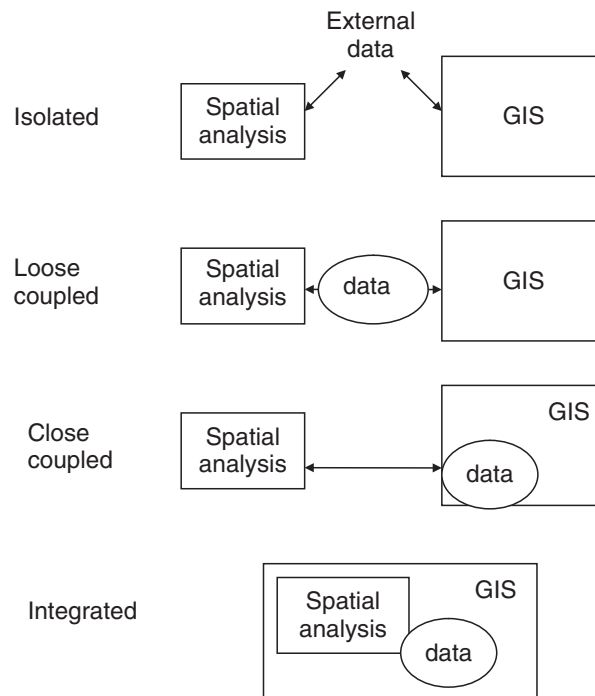 External
data
Isolated
Spatial
analysis
GIS
Loose
coupled
Spatial
analysis
data
GIS
Close
coupled
Spatial
analysis
GIS
data
Integrated
Spatial
analysis
GIS
data